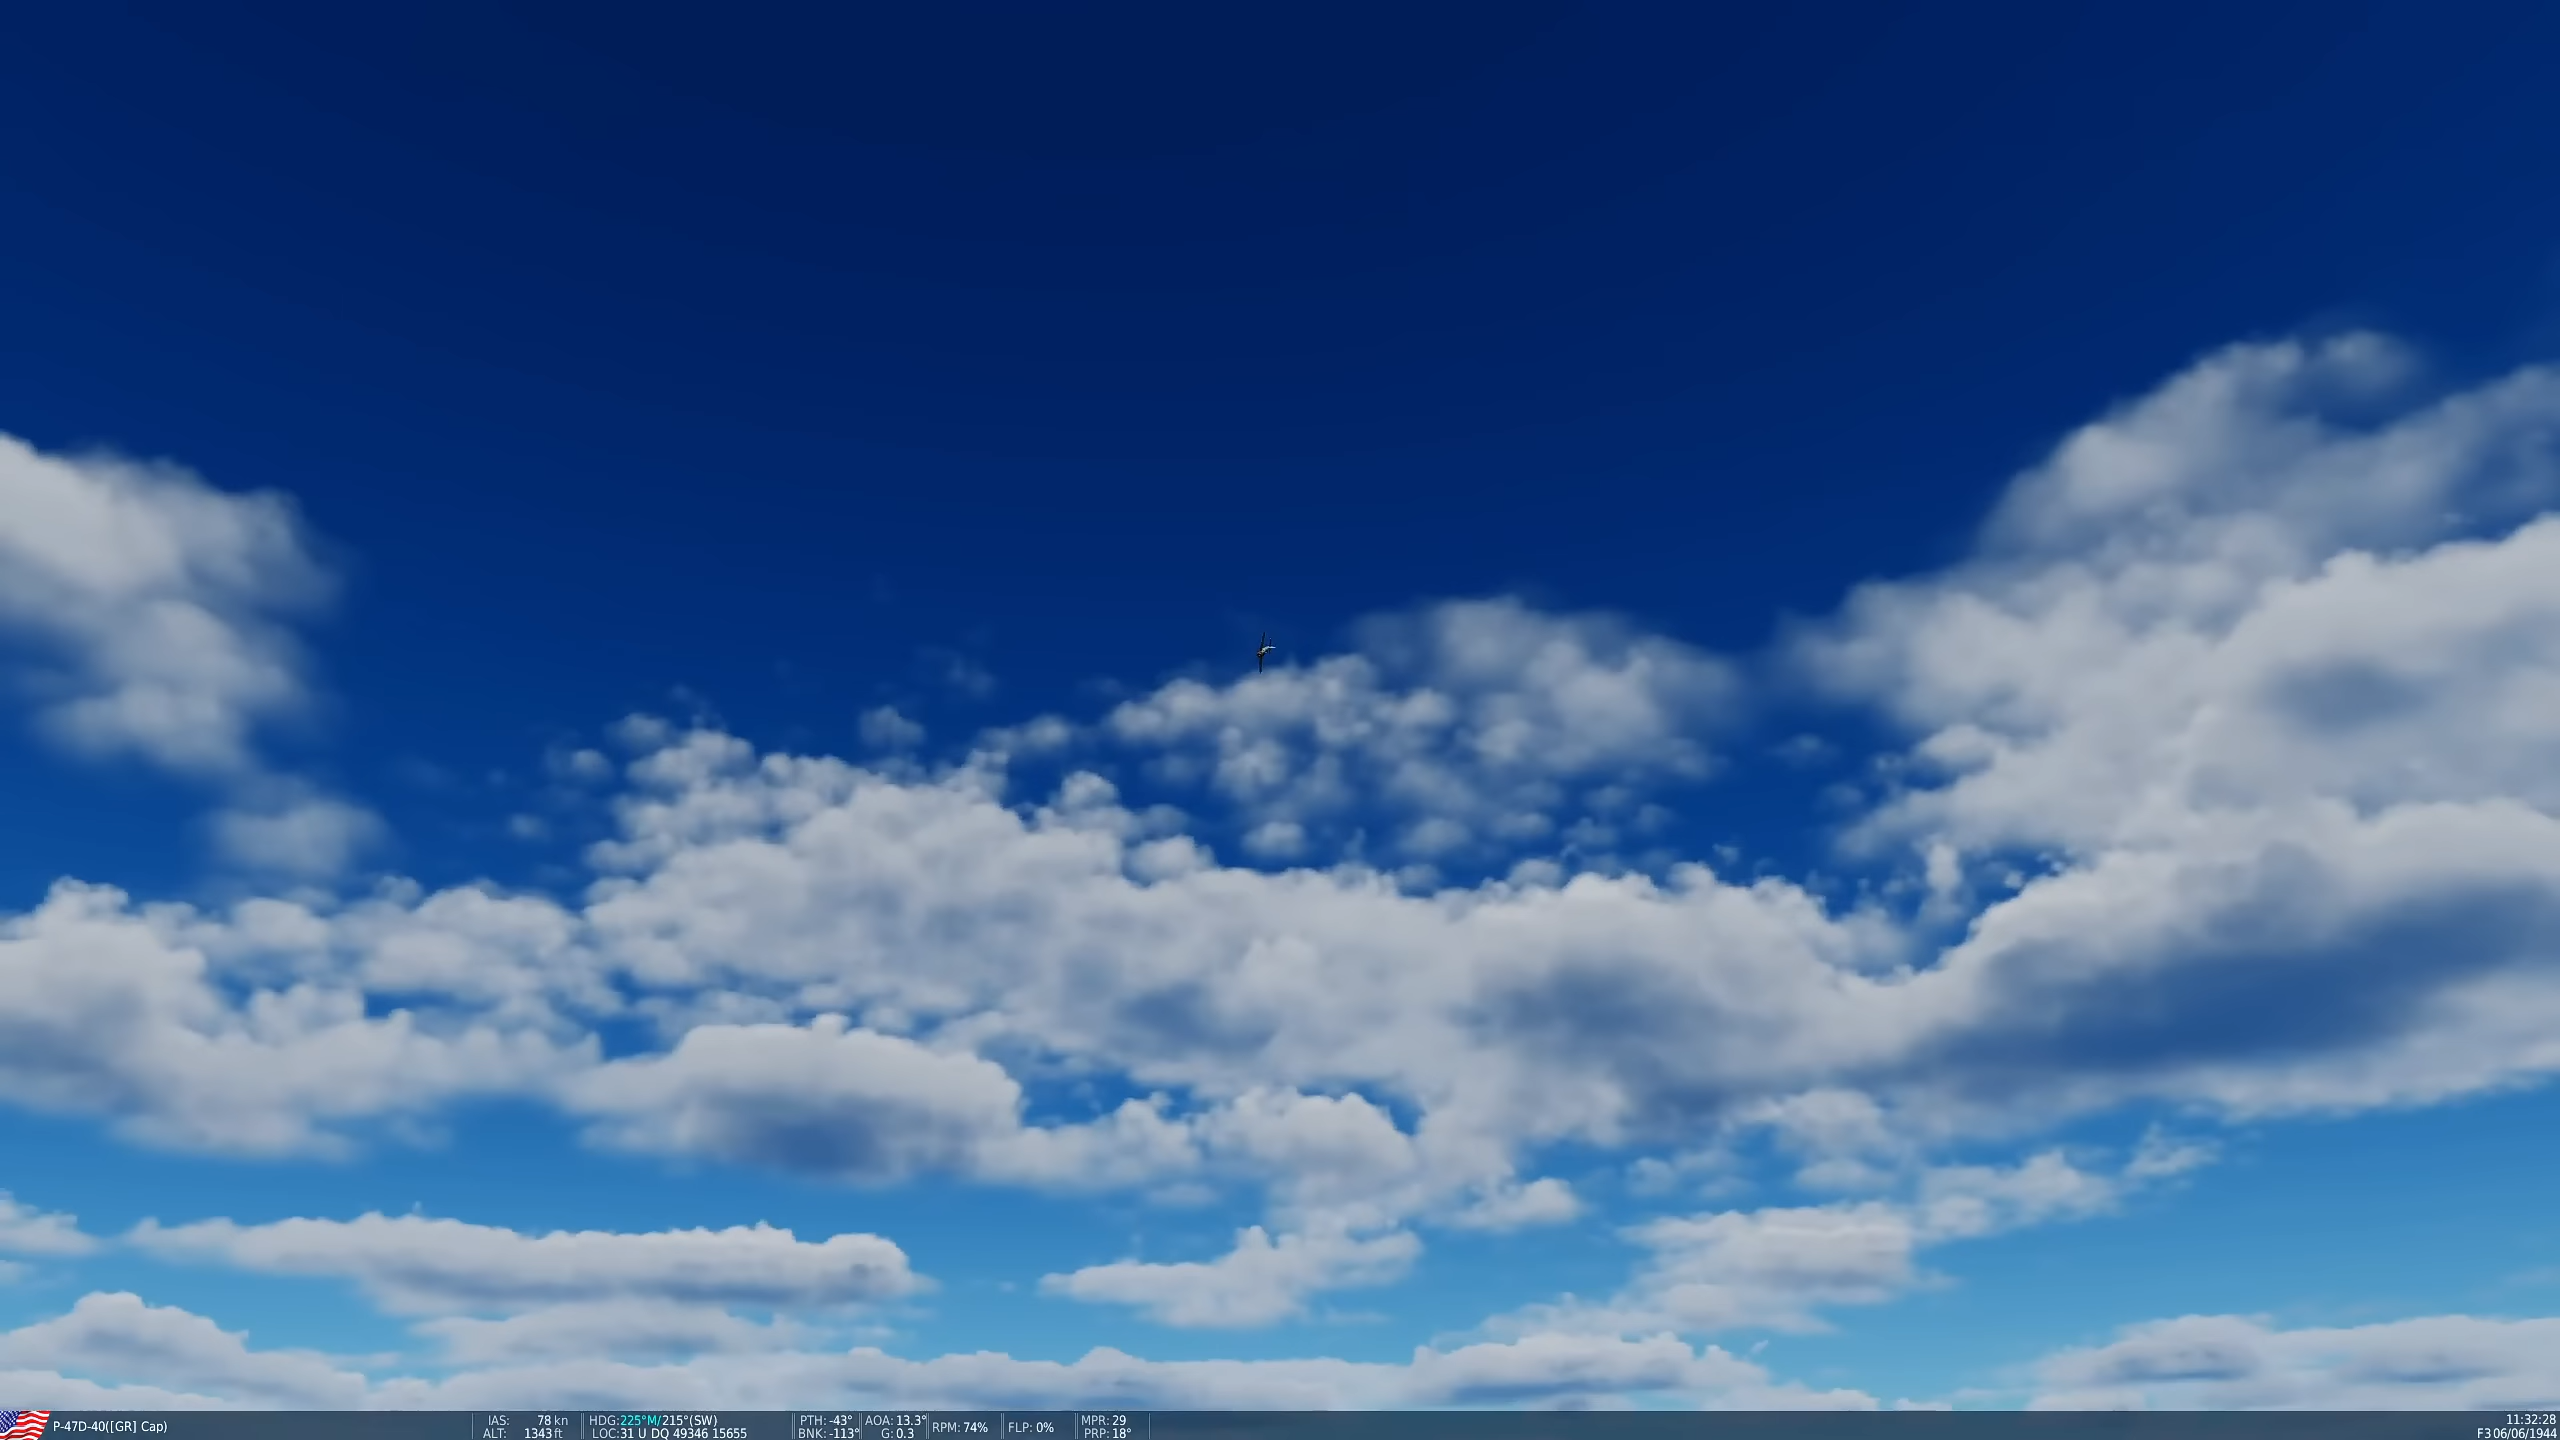 P-47D-40([GR] Cap)
IAS: 78 kn
ALT: 1343 ft
HDG:225°M/215°(SW)
LOC:31 U DQ 49346 15655
PTH: -43°
BNK: -113°
AOA: 13.3°
G: 0.3
RPM: 74%
FLP: 0%
MPR: 29
PRP: 18°
11:32:28
F3 06/06/1944